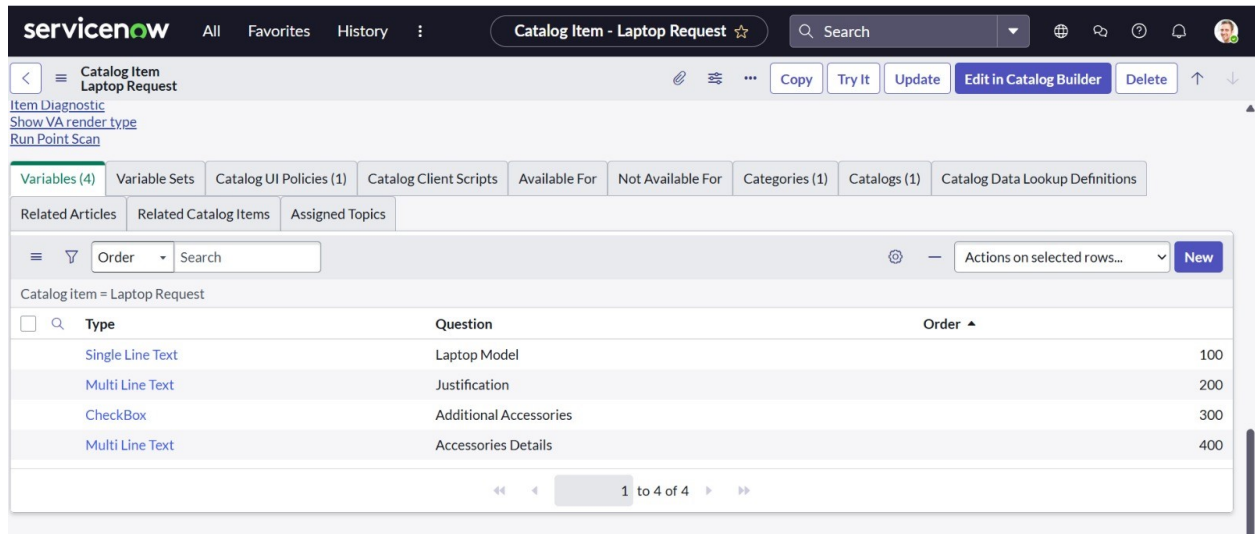 servicenow All Favorites History Catalog Item - Laptop Request Search
Catalog Item
Laptop Request
Copy Try It Update Edit in Catalog Builder Delete
Item Diagnostic
Show VA render type
Run Point Scan
Variables (4) Variable Sets Catalog UI Policies (1) Catalog Client Scripts Available For Not Available For Categories (1) Catalogs (1) Catalog Data Lookup Definitions
Related Articles Related Catalog Items Assigned Topics
Order Search Actions on selected rows... New
Catalog item = Laptop Request
Type Question Order
Single Line Text Laptop Model 100
Multi Line Text Justification 200
CheckBox Additional Accessories 300
Multi Line Text Accessories Details 400
1 to 4 of 4